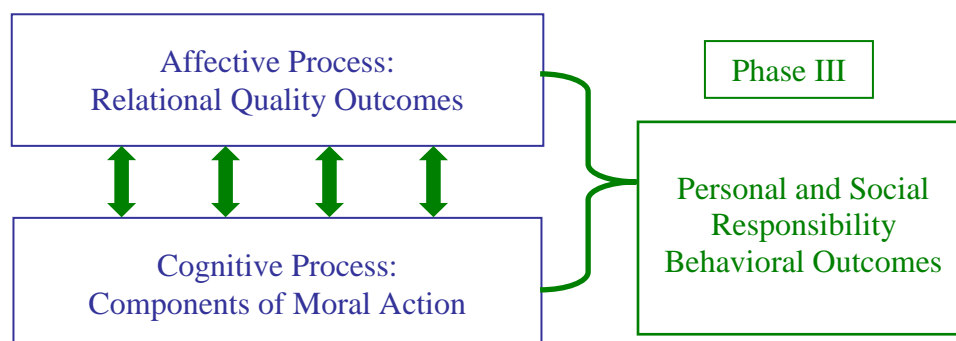 Affective Process:
Relational Quality Outcomes
Phase III
Personal and Social
Responsibility
Behavioral Outcomes
Cognitive Process:
Components of Moral Action